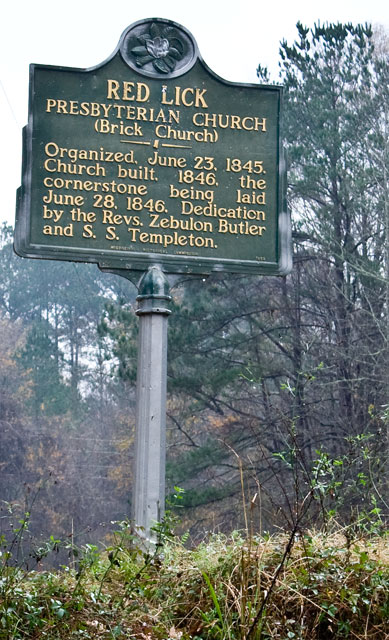 RED LICK
PRESBYTERIAN CHURCH
(Brick Church)
Organized, June 23, 1845.
Church built, 1846, the
cornerstone being laid
June 28, 1846. Dedication
by the Revs. Zebulon Butler
and S. S. Templeton.